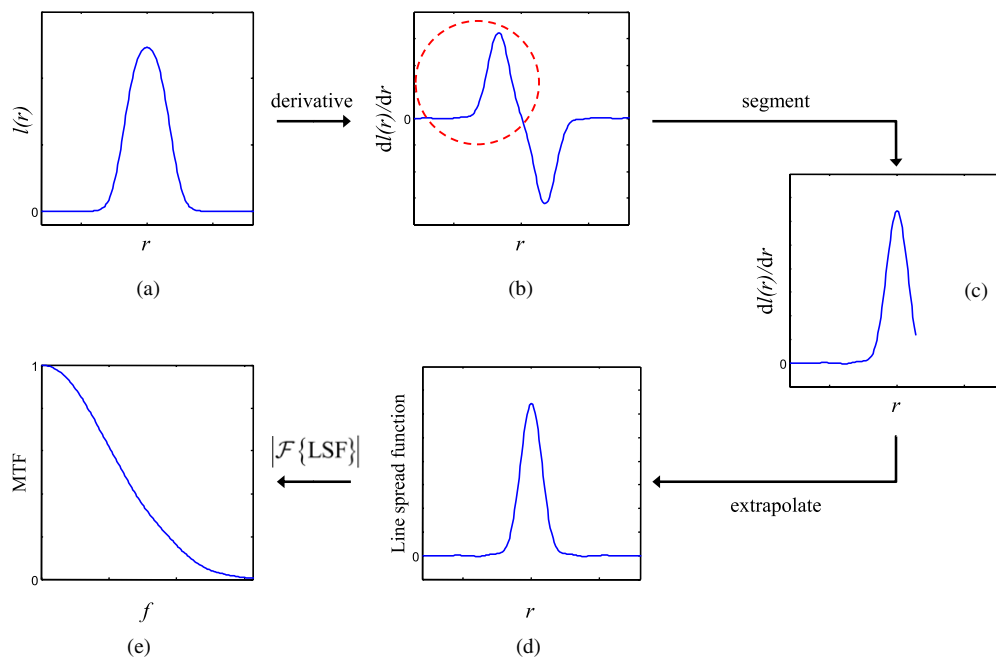 l(r)
0
r
(a)
derivative
dl(r)/dr
0
r
(b)
segment
dl(r)/dr
0
r
(c)
extrapolate
Line spread function
0
r
(d)
|ℱ{LSF}|
MTF
1
0
f
(e)